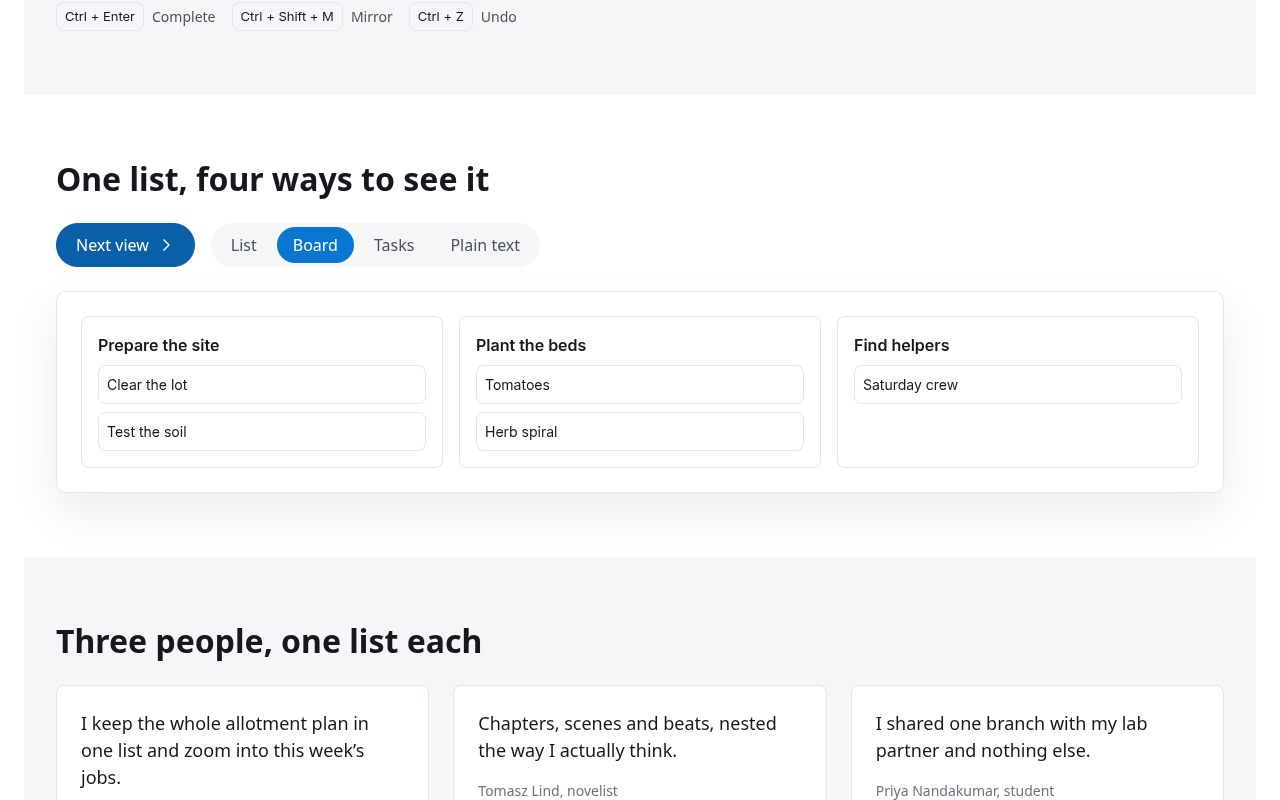 Ctrl + Enter Complete Ctrl + Shift + M Mirror Ctrl + Z Undo
One list, four ways to see it
Next view List Board Tasks Plain text
Prepare the site
Clear the lot
Test the soil
Plant the beds
Tomatoes
Herb spiral
Find helpers
Saturday crew
Three people, one list each
I keep the whole allotment plan in
one list and zoom into this week’s
jobs.
Chapters, scenes and beats, nested
the way I actually think.
Tomasz Lind, novelist
I shared one branch with my lab
partner and nothing else.
Priya Nandakumar, student